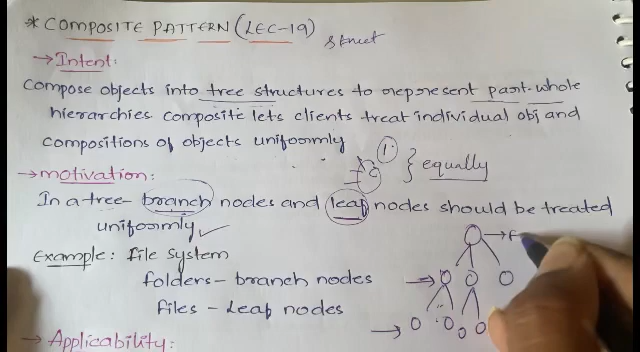 * COMPOSITE PATTERN (LEC-19)
struct
→ Intent:
Compose objects into tree structures to represent part-whole
hierarchies composite lets clients treat individual obj and
compositions of objects uniformly
} equally
→ motivation:
In a tree branch nodes and leaf nodes should be treated
uniformly
Example: file system
folders - branch nodes
files - Leaf nodes
→ Applicability: